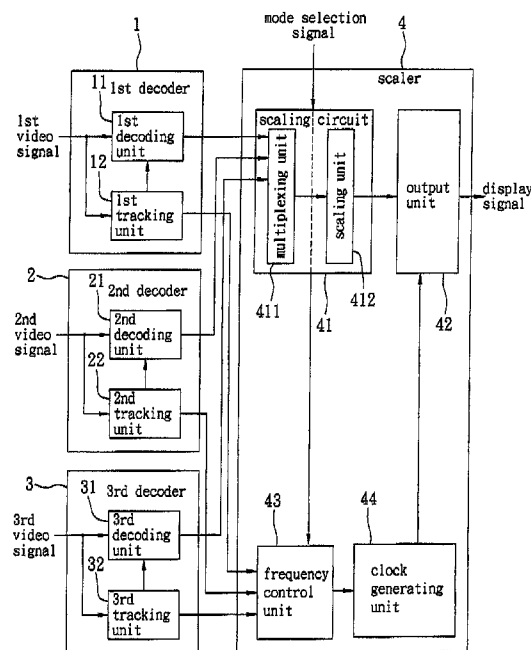 mode selection
signal
1
4
scaler
1st decoder
11
1st video
signal
1st
decoding
unit
12
1st
tracking
unit
scaling circuit
multiplexing unit
scaling unit
411
412
41
output
unit
42
display
signal
2
2nd decoder
21
2nd
video
signal
2nd
decoding
unit
22
2nd
tracking
unit
3
3rd decoder
31
3rd
video
signal
3rd
decoding
unit
32
3rd
tracking
unit
43
frequency
control
unit
44
clock
generating
unit